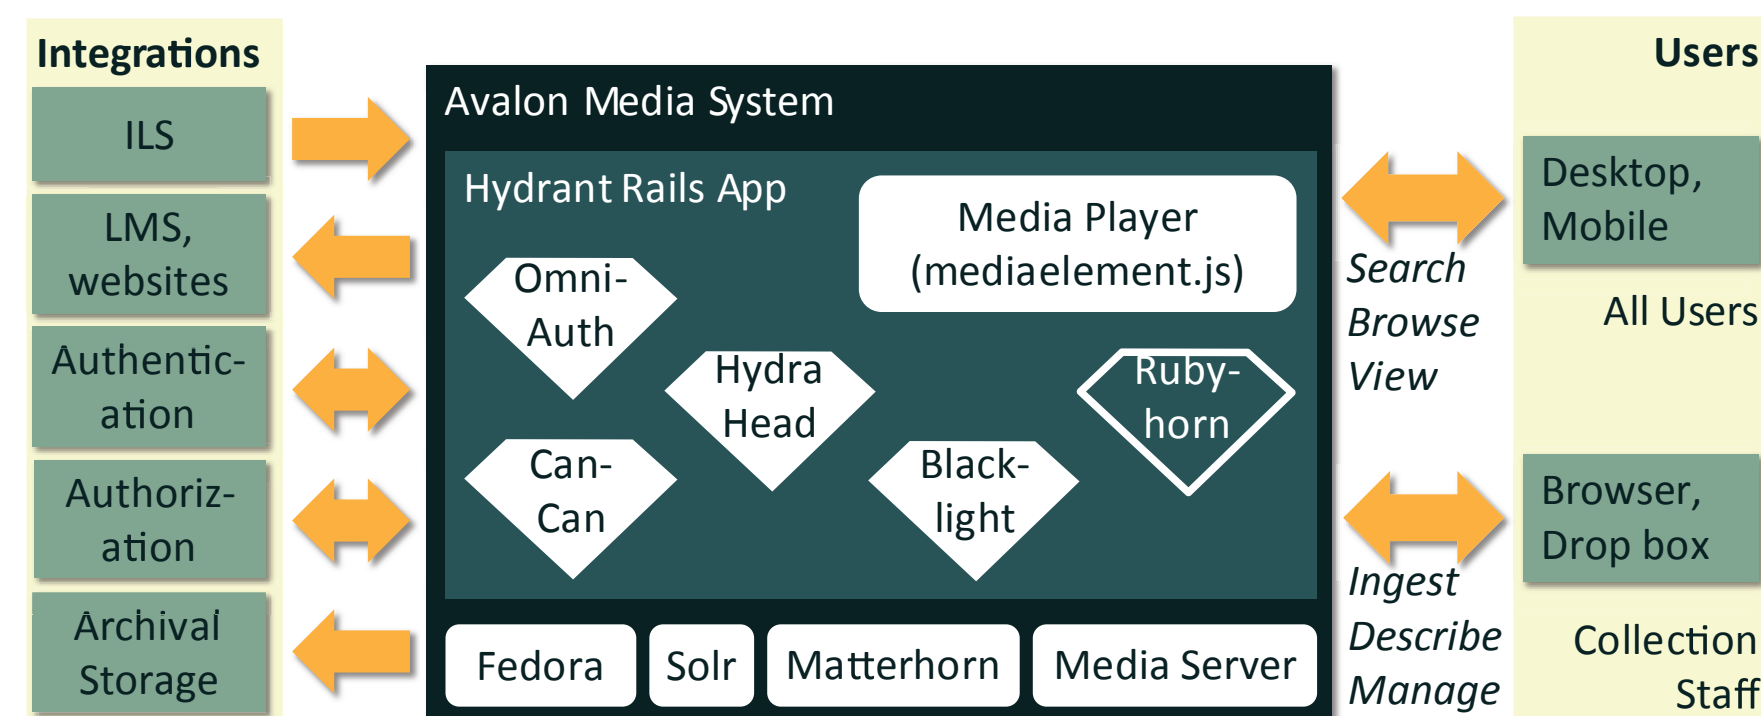 Integrations
ILS
LMS,
websites
Authentic-
ation
Authoriz-
ation
Archival
Storage
Avalon Media System
Hydrant Rails App
Media Player
(mediaelement.js)
Omni-
Auth
Hydra
Head
Ruby-
horn
Can-
Can
Black-
light
Fedora
Solr
Matterhorn
Media Server
Search
Browse
View
Ingest
Describe
Manage
Users
Desktop,
Mobile
All Users
Browser,
Drop box
Collection
Staff